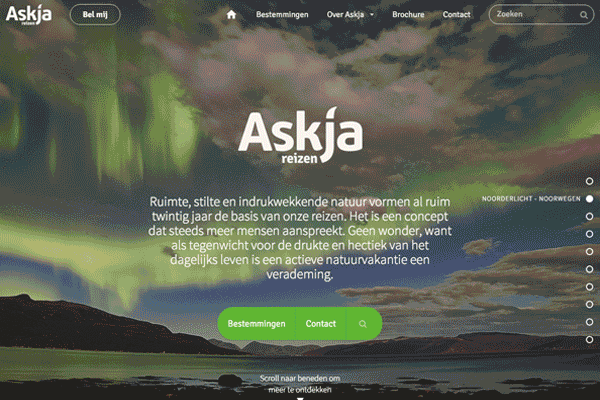 Askja
reizen
Bel mij
Bestemmingen
Over Askja
Brochure
Contact
Zoeken
Askja
reizen
NOORDERLICHT - NOORWEGEN
Ruimte, stilte en indrukwekkende natuur vormen al ruim
twintig jaar de basis van onze reizen. Het is een concept
dat steeds meer mensen aanspreekt. Geen wonder, want
als tegenwicht voor de drukte en hectiek van het
dagelijks leven is een actieve natuurvakantie een
verademing.
Bestemmingen
Contact
Scroll naar beneden om
meer te ontdekken